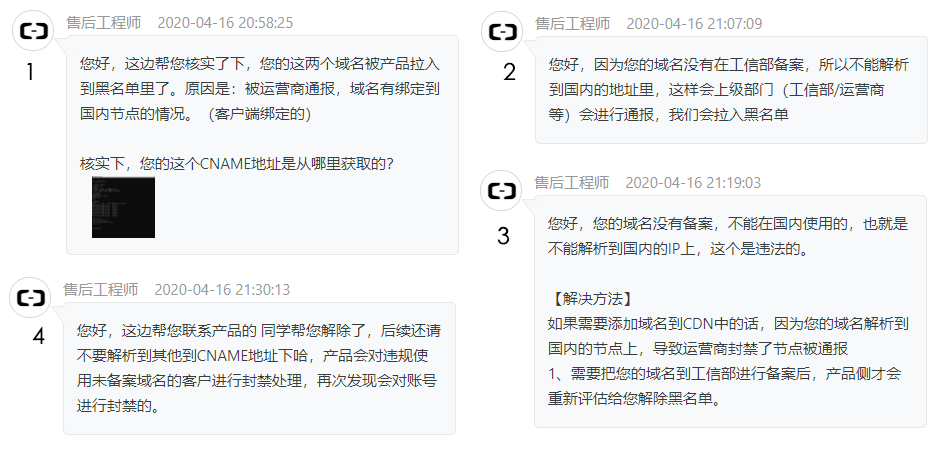 售后工程师 2020-04-16 20:58:25
1
您好，这边帮您核实了下，您的这两个域名被产品拉入
到黑名单里了。原因是：被运营商通报，域名有绑定到
国内节点的情况。（客户端绑定的）
核实下，您的这个CNAME地址是从哪里获取的？
售后工程师 2020-04-16 21:07:09
2
您好，因为您的域名没有在工信部备案，所以不能解析
到国内的地址里，这样会上级部门（工信部/运营商
等）会进行通报，我们会拉入黑名单
售后工程师 2020-04-16 21:19:03
3
您好，您的域名没有备案，不能在国内使用的，也就是
不能解析到国内的IP上，这个是违法的。
【解决方法】
如果需要添加域名到CDN中的话，因为您的域名解析到
国内的节点上，导致运营商封禁了节点被通报
1、需要把您的域名到工信部进行备案后，产品侧才会
重新评估给您解除黑名单。
售后工程师 2020-04-16 21:30:13
4
您好，这边帮您联系产品的 同学帮您解除了，后续还请
不要解析到其他到CNAME地址下哈，产品会对违规使
用未备案域名的客户进行封禁处理，再次发现会对账号
进行封禁的。